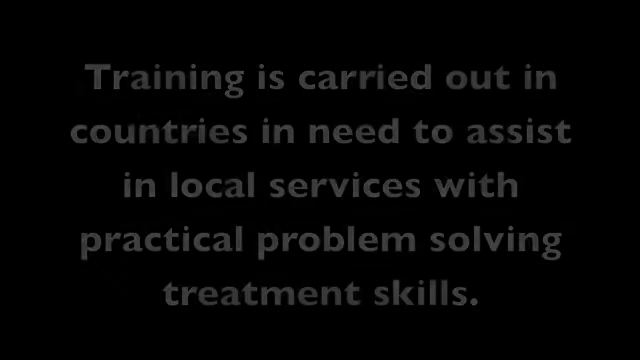 Training is carried out in
countries in need to assist
in local services with
practical problem solving
treatment skills.